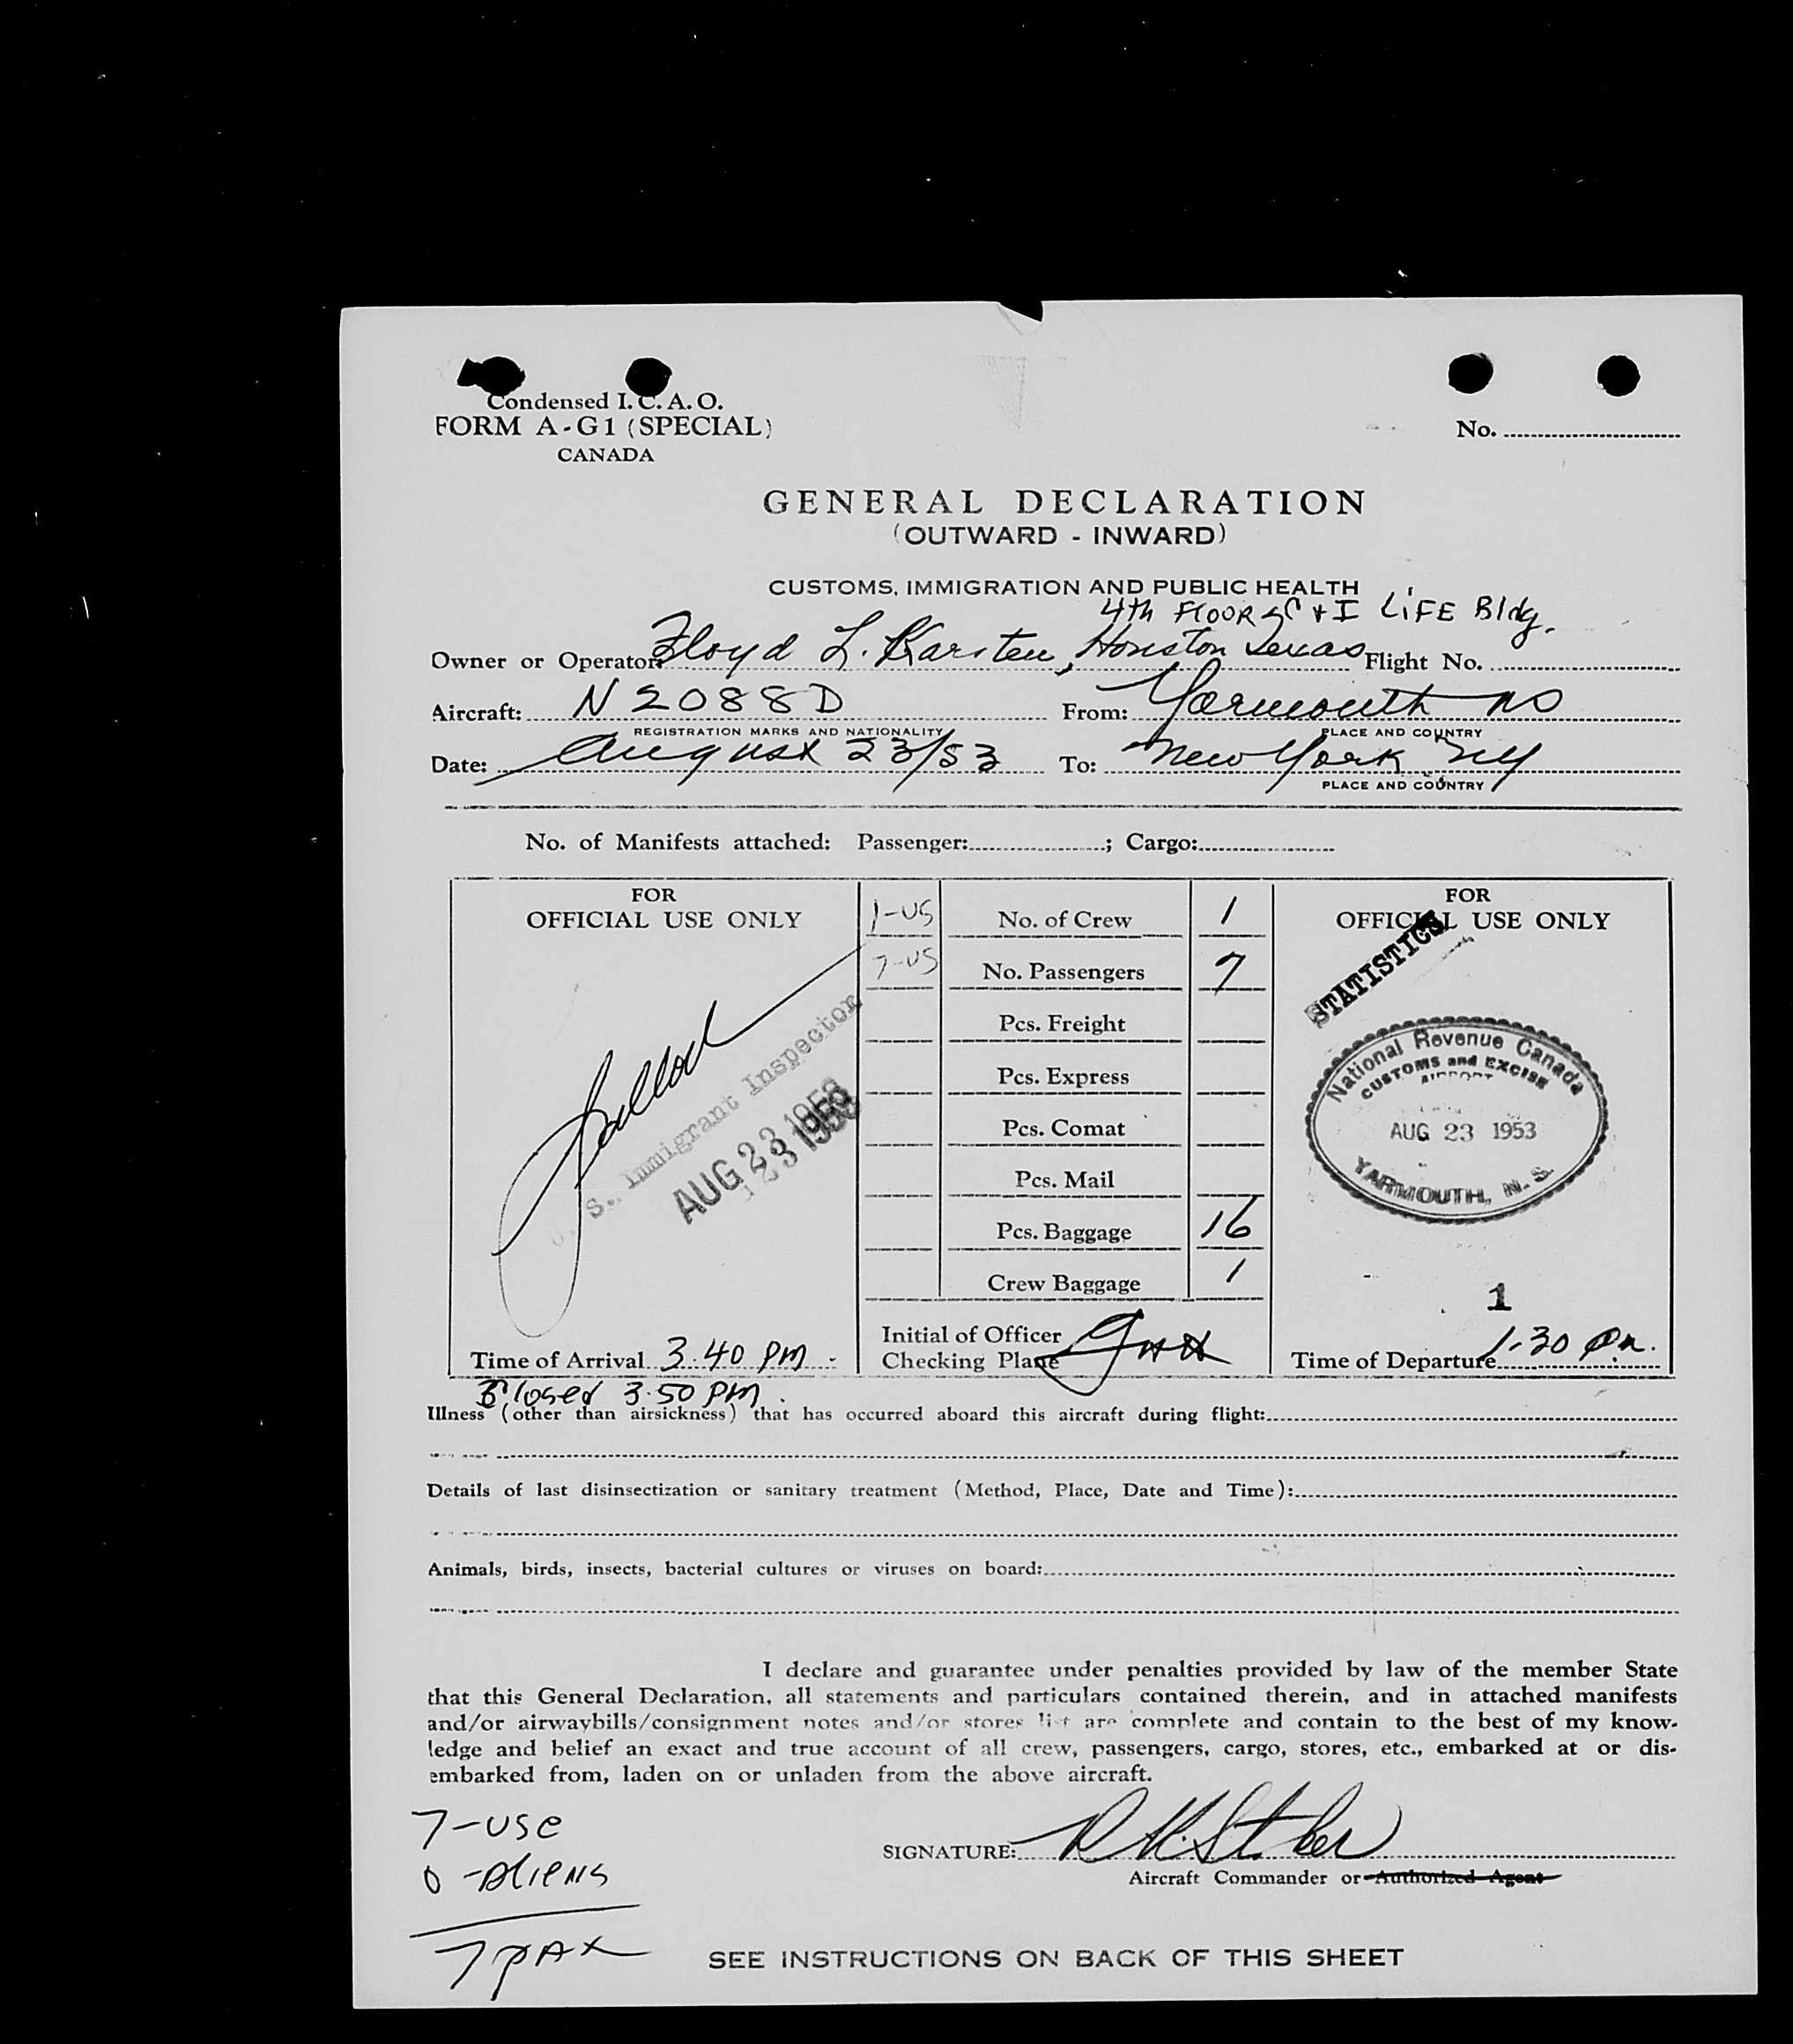 Condensed I. C. A. O.
FORM A-G1 (SPECIAL)
CANADA
No.
GENERAL DECLARATION
(OUTWARD - INWARD)
CUSTOMS, IMMIGRATION AND PUBLIC HEALTH
4th FLOOR + I LiFE Bldg.
Owner or Operator: Floyd L. Karsten, Houston Texas Flight No.
Aircraft: N2088D From: Yarmouth NS
REGISTRATION MARKS AND NATIONALITY PLACE AND COUNTRY
Date: August 23/53 To: New York NY
PLACE AND COUNTRY
No. of Manifests attached: Passenger: ; Cargo:
FOR
OFFICIAL USE ONLY
U. S. Immigrant Inspector
AUG 23 1953
Time of Arrival 3.40 PM.
Closed 3.50 PM.
1-US No. of Crew 1
7-US No. Passengers 7
Pcs. Freight
Pcs. Express
Pcs. Comat
Pcs. Mail
Pcs. Baggage 16
Crew Baggage 1
Initial of Officer
Checking Plane
FOR
OFFICIAL USE ONLY
STATISTICS
National Revenue Canada
CUSTOMS and EXCISE
AIRPORT
AUG 23 1953
YARMOUTH, N. S.
1
Time of Departure 1.30 Pm.
Illness (other than airsickness) that has occurred aboard this aircraft during flight:
Details of last disinsectization or sanitary treatment (Method, Place, Date and Time):
Animals, birds, insects, bacterial cultures or viruses on board:
I declare and guarantee under penalties provided by law of the member State
that this General Declaration, all statements and particulars contained therein, and in attached manifests
and/or airwaybills/consignment notes and/or stores list are complete and contain to the best of my know-
ledge and belief an exact and true account of all crew, passengers, cargo, stores, etc., embarked at or dis-
embarked from, laden on or unladen from the above aircraft.
7-USC
0-Aliens
7 PAX
SIGNATURE:
Aircraft Commander or Authorized Agent
SEE INSTRUCTIONS ON BACK OF THIS SHEET